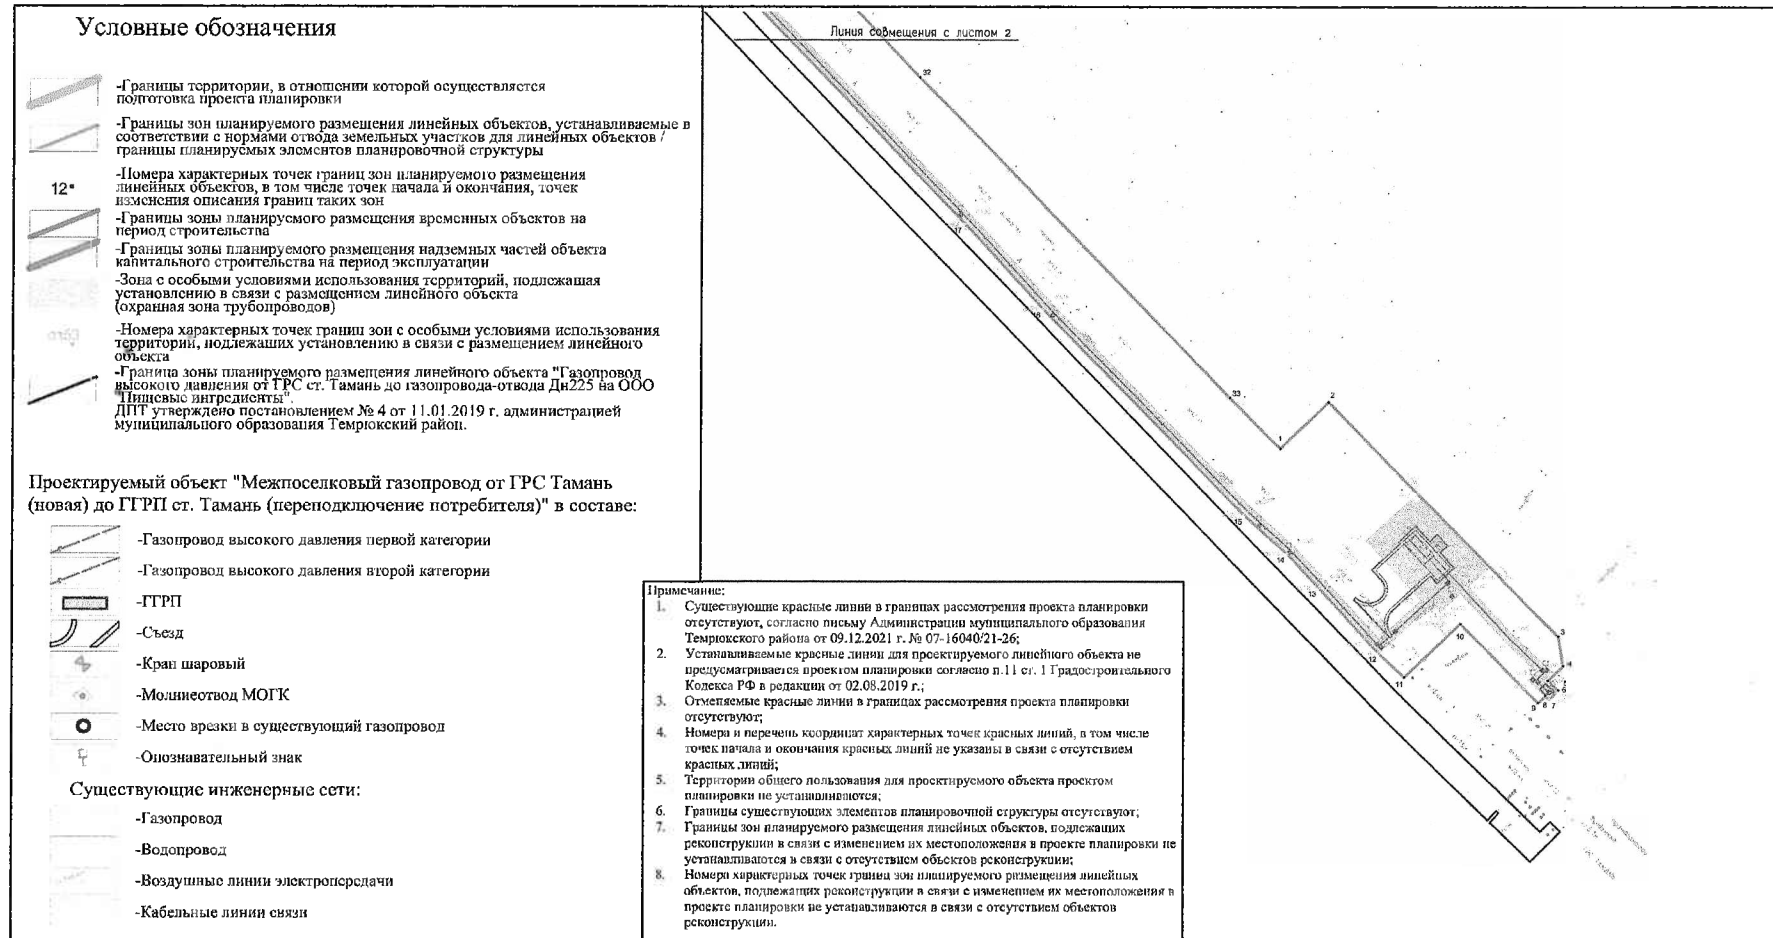 Условные обозначения
-Границы территории, в отношении которой осуществляется
подготовка проекта планировки
-Границы зон планируемого размещения линейных объектов, устанавливаемые в
соответствии с нормами отвода земельных участков для линейных объектов /
границы планируемых элементов планировочной структуры
12
-Номера характерных точек границ зон планируемого размещения
линейных объектов, в том числе точек начала и окончания, точек
изменения описания границ таких зон
-Границы зоны планируемого размещения временных объектов на
период строительства
-Границы зоны планируемого размещения надземных частей объекта
капитального строительства на период эксплуатации
-Зона с особыми условиями использования территорий, подлежащая
установлению в связи с размещением линейного объекта
(охранная зона трубопроводов)
-Номера характерных точек границ зон с особыми условиями использования
территорий, подлежащих установлению в связи с размещением линейного
объекта
-Граница зоны планируемого размещения линейного объекта "Газопровод
высокого давления от ГРС ст. Тамань до газопровода-отвода Дн225 на ООО
"Пищевые ингредиенты".
ДПТ утверждено постановлением № 4 от 11.01.2019 г. администрацией
муниципального образования Темрюкский район.
Проектируемый объект "Межпоселковый газопровод от ГРС Тамань
(новая) до ГГРП ст. Тамань (переподключение потребителя)" в составе:
-Газопровод высокого давления первой категории
-Газопровод высокого давления второй категории
-ГГРП
-Съезд
-Кран шаровый
-Молниеотвод МОГК
-Место врезки в существующий газопровод
-Опознавательный знак
Существующие инженерные сети:
-Газопровод
-Водопровод
-Воздушные линии электропередачи
-Кабельные линии связи
Линия совмещения с листом 2
32
17
16
33
2
1
15
14
13
12
11
10
3
4
5
6
9 8 7
Примечание:
1. Существующие красные линии в границах рассмотрения проекта планировки
отсутствуют, согласно письму Администрации муниципального образования
Темрюкского района от 09.12.2021 г. № 07-16040/21-26;
2. Устанавливаемые красные линии для проектируемого линейного объекта не
предусматривается проектом планировки согласно п.11 ст. 1 Градостроительного
Кодекса РФ в редакции от 02.08.2019 г.;
3. Отменяемые красные линии в границах рассмотрения проекта планировки
отсутствуют;
4. Номера и перечень координат характерных точек красных линий, в том числе
точек начала и окончания красных линий не указаны в связи с отсутствием
красных линий;
5. Территории общего пользования для проектируемого объекта проектом
планировки не устанавливаются;
6. Границы существующих элементов планировочной структуры отсутствуют;
7. Границы зон планируемого размещения линейных объектов, подлежащих
реконструкции в связи с изменением их местоположения в проекте планировки не
устанавливаются в связи с отсутствием объектов реконструкции;
8. Номера характерных точек границ зон планируемого размещения линейных
объектов, подлежащих реконструкции в связи с изменением их местоположения в
проекте планировки не устанавливаются в связи с отсутствием объектов
реконструкции.